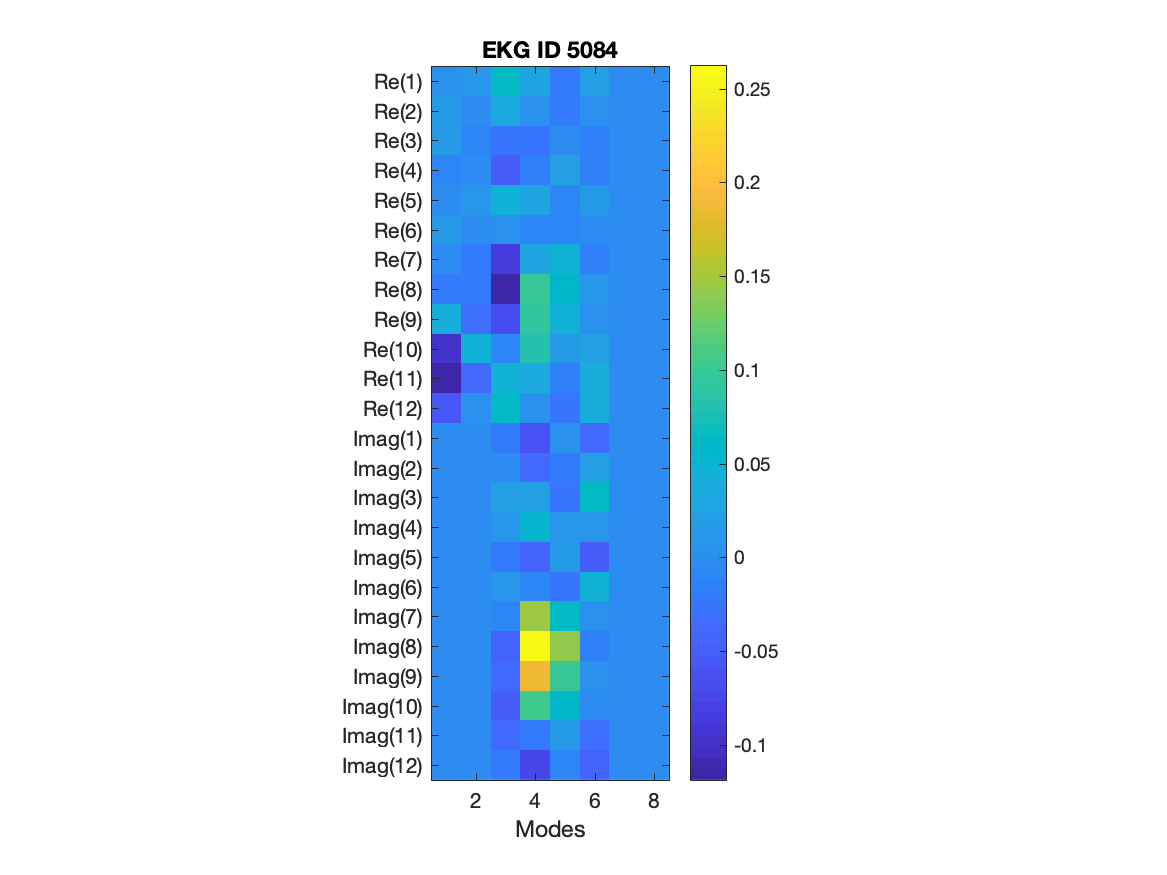 EKG ID 5084
Re(1)
Re(2)
Re(3)
Re(4)
Re(5)
Re(6)
Re(7)
Re(8)
Re(9)
Re(10)
Re(11)
Re(12)
Imag(1)
Imag(2)
Imag(3)
Imag(4)
Imag(5)
Imag(6)
Imag(7)
Imag(8)
Imag(9)
Imag(10)
Imag(11)
Imag(12)
2 4 6 8
Modes
0.25
0.2
0.15
0.1
0.05
0
-0.05
-0.1